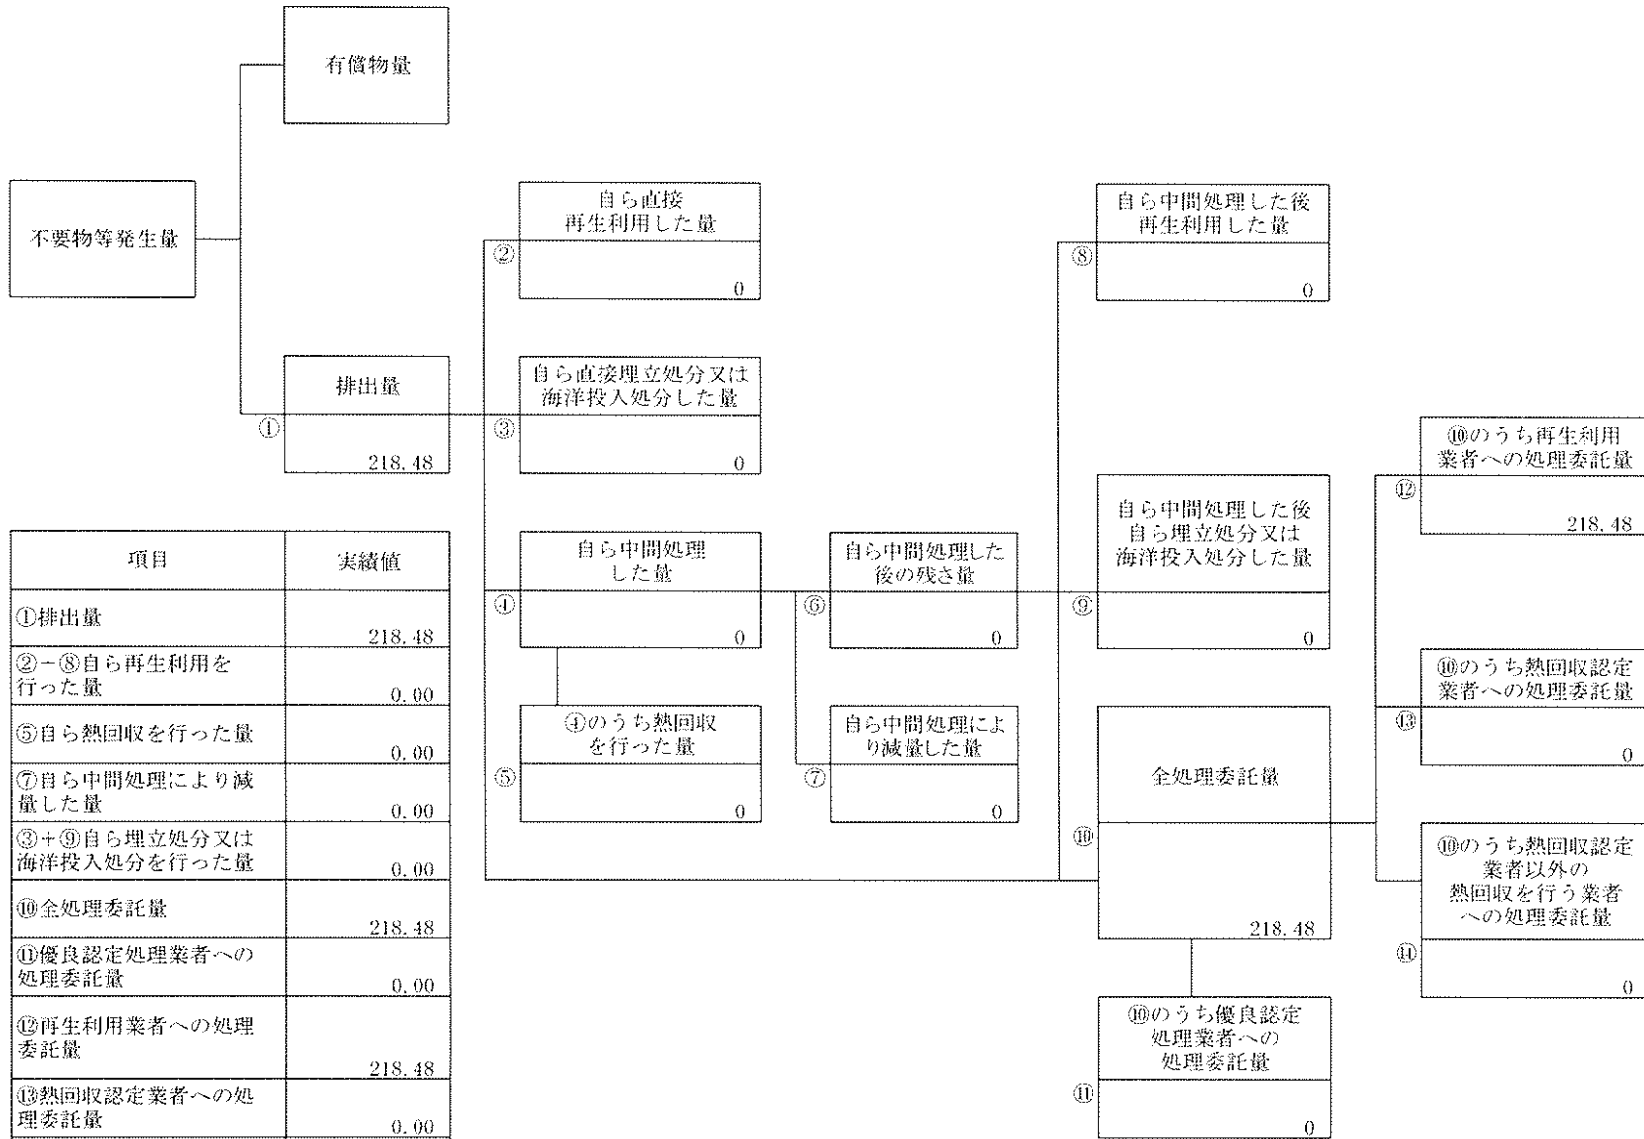 有償物量
不要物等発生量
自ら直接
再生利用した量
②
0
自ら中間処理した後
再生利用した量
⑧
0
排出量
①
218.48
自ら直接埋立処分又は
海洋投入処分した量
③
0
⑩のうち再生利用
業者への処理委託量
⑫
218.48
自ら中間処理
した量
④
0
自ら中間処理した
後の残さ量
⑥
0
自ら中間処理した後
自ら埋立処分又は
海洋投入処分した量
⑨
0
⑩のうち熱回収認定
業者への処理委託量
⑬
0
④のうち熱回収
を行った量
⑤
0
自ら中間処理によ
り減量した量
⑦
0
全処理委託量
⑩
218.48
⑩のうち熱回収認定
業者以外の
熱回収を行う業者
への処理委託量
⑭
0
⑩のうち優良認定
処理業者への
処理委託量
⑪
0
項目 実績値
①排出量
218.48
②－⑧自ら再生利用を
行った量
0.00
⑤自ら熱回収を行った量
0.00
⑦自ら中間処理により減
量した量
0.00
③＋⑨自ら埋立処分又は
海洋投入処分を行った量
0.00
⑩全処理委託量
218.48
⑪優良認定処理業者への
処理委託量
0.00
⑫再生利用業者への処理
委託量
218.48
⑬熱回収認定業者への処
理委託量
0.00